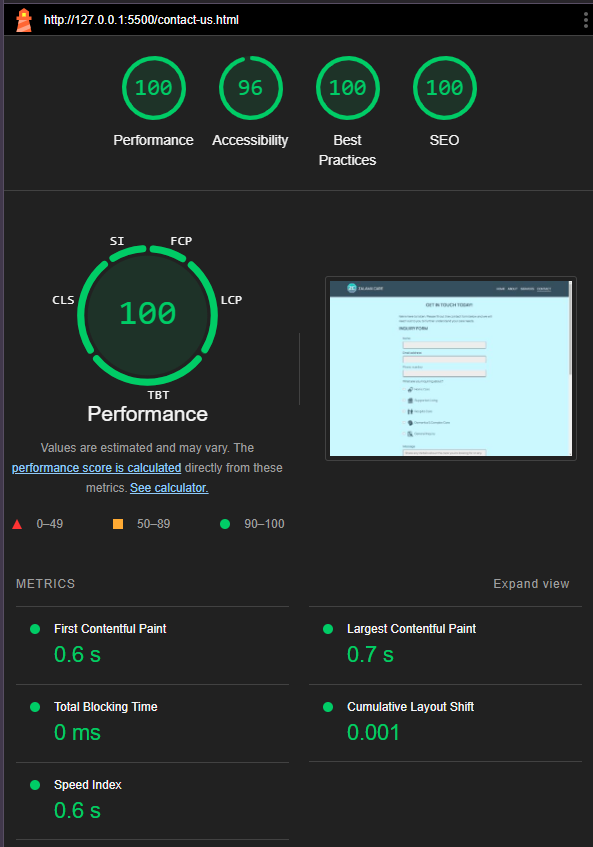 http://127.0.0.1:5500/contact-us.html
100
96
100
100
Performance
Accessibility
Best
Practices
SEO
SI
FCP
CLS
LCP
100
TBT
Performance
Values are estimated and may vary. The
performance score is calculated directly from these
metrics. See calculator.
0–49
50–89
90–100
GET IN TOUCH TODAY!
INQUIRY FORM
METRICS
Expand view
First Contentful Paint
0.6 s
Largest Contentful Paint
0.7 s
Total Blocking Time
0 ms
Cumulative Layout Shift
0.001
Speed Index
0.6 s